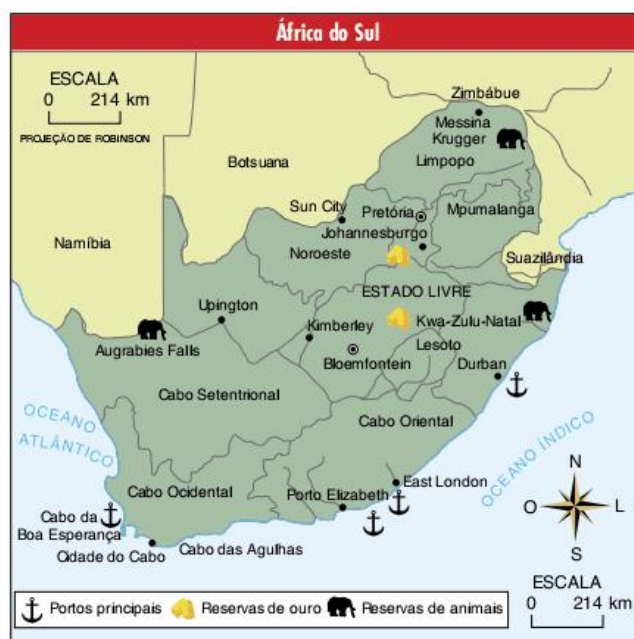 África do Sul
ESCALA
0 214 km
PROJEÇÃO DE ROBINSON
Zimbábue
Messina
Krugger
Limpopo
Botsuana
Sun City
Pretória
Mpumalanga
Johannesburgo
Namíbia
Noroeste
Suazilândia
ESTADO LIVRE
Upington
Kimberley
Kwa-Zulu-Natal
Augrabies Falls
Lesoto
Bloemfontein
Durban
Cabo Setentrional
OCEANO
ATLÂNTICO
Cabo Oriental
OCEANO ÍNDICO
Cabo Ocidental
East London
Porto Elizabeth
Cabo da
Boa Esperança
Cidade do Cabo
Cabo das Agulhas
N
O L
S
ESCALA
0 214 km
Portos principais Reservas de ouro Reservas de animais